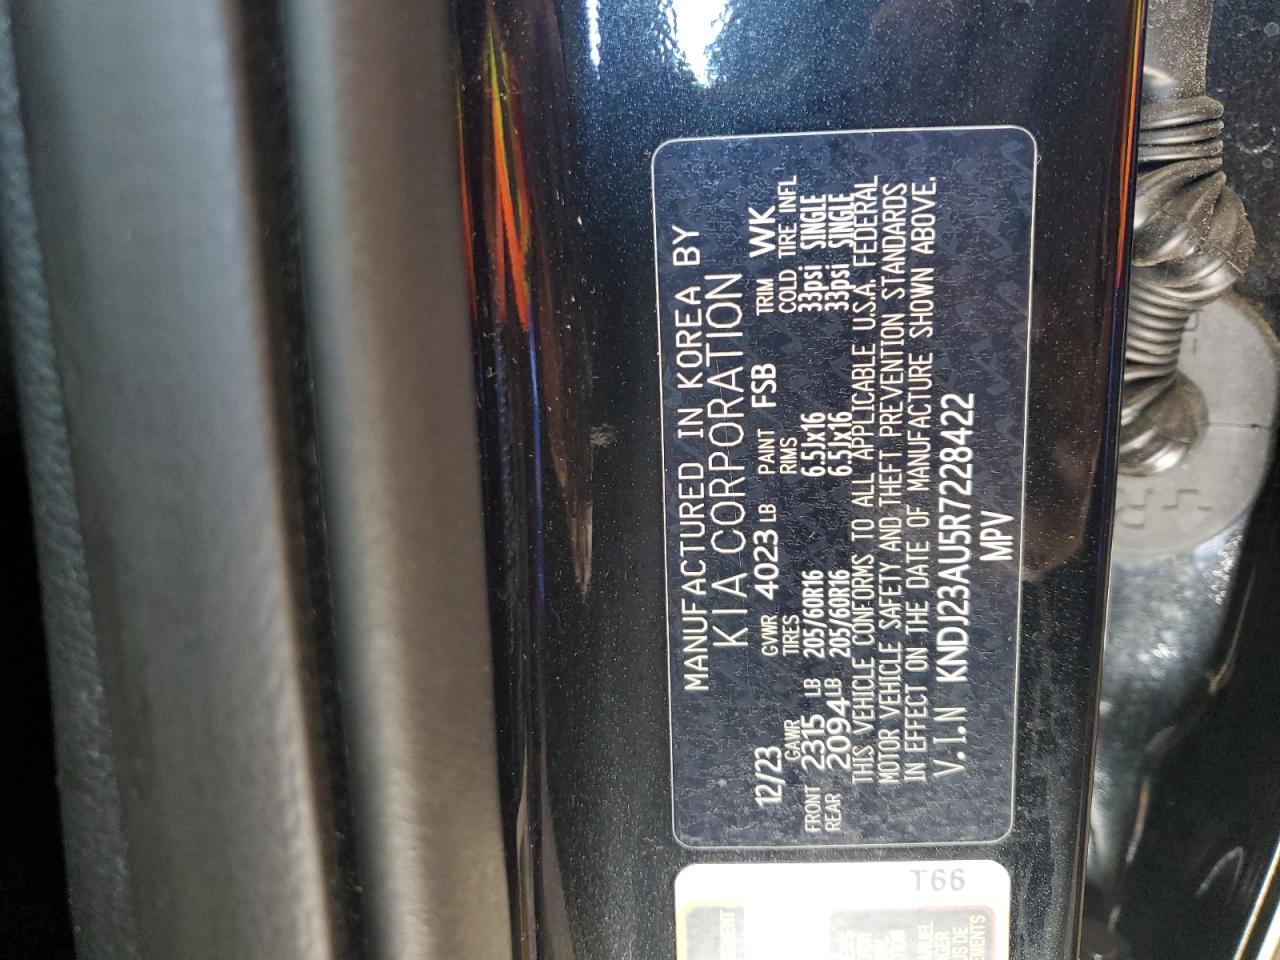 MANUFACTURED IN KOREA BY
KIA CORPORATION
12/23 GVWR 4023 LB PAINT FSB TRIM WK
GAWR TIRES RIMS COLD TIRE INFL
FRONT 2315 LB 205/60R16 6.5Jx16 33psi SINGLE
REAR 2094LB 205/60R16 6.5Jx16 33psi SINGLE
THIS VEHICLE CONFORMS TO ALL APPLICABLE U.S.A. FEDERAL
MOTOR VEHICLE SAFETY AND THEFT PREVENTION STANDARDS
IN EFFECT ON THE DATE OF MANUFACTURE SHOWN ABOVE.
V.I.N KNDJ23AU5R7228422
MPV
T66